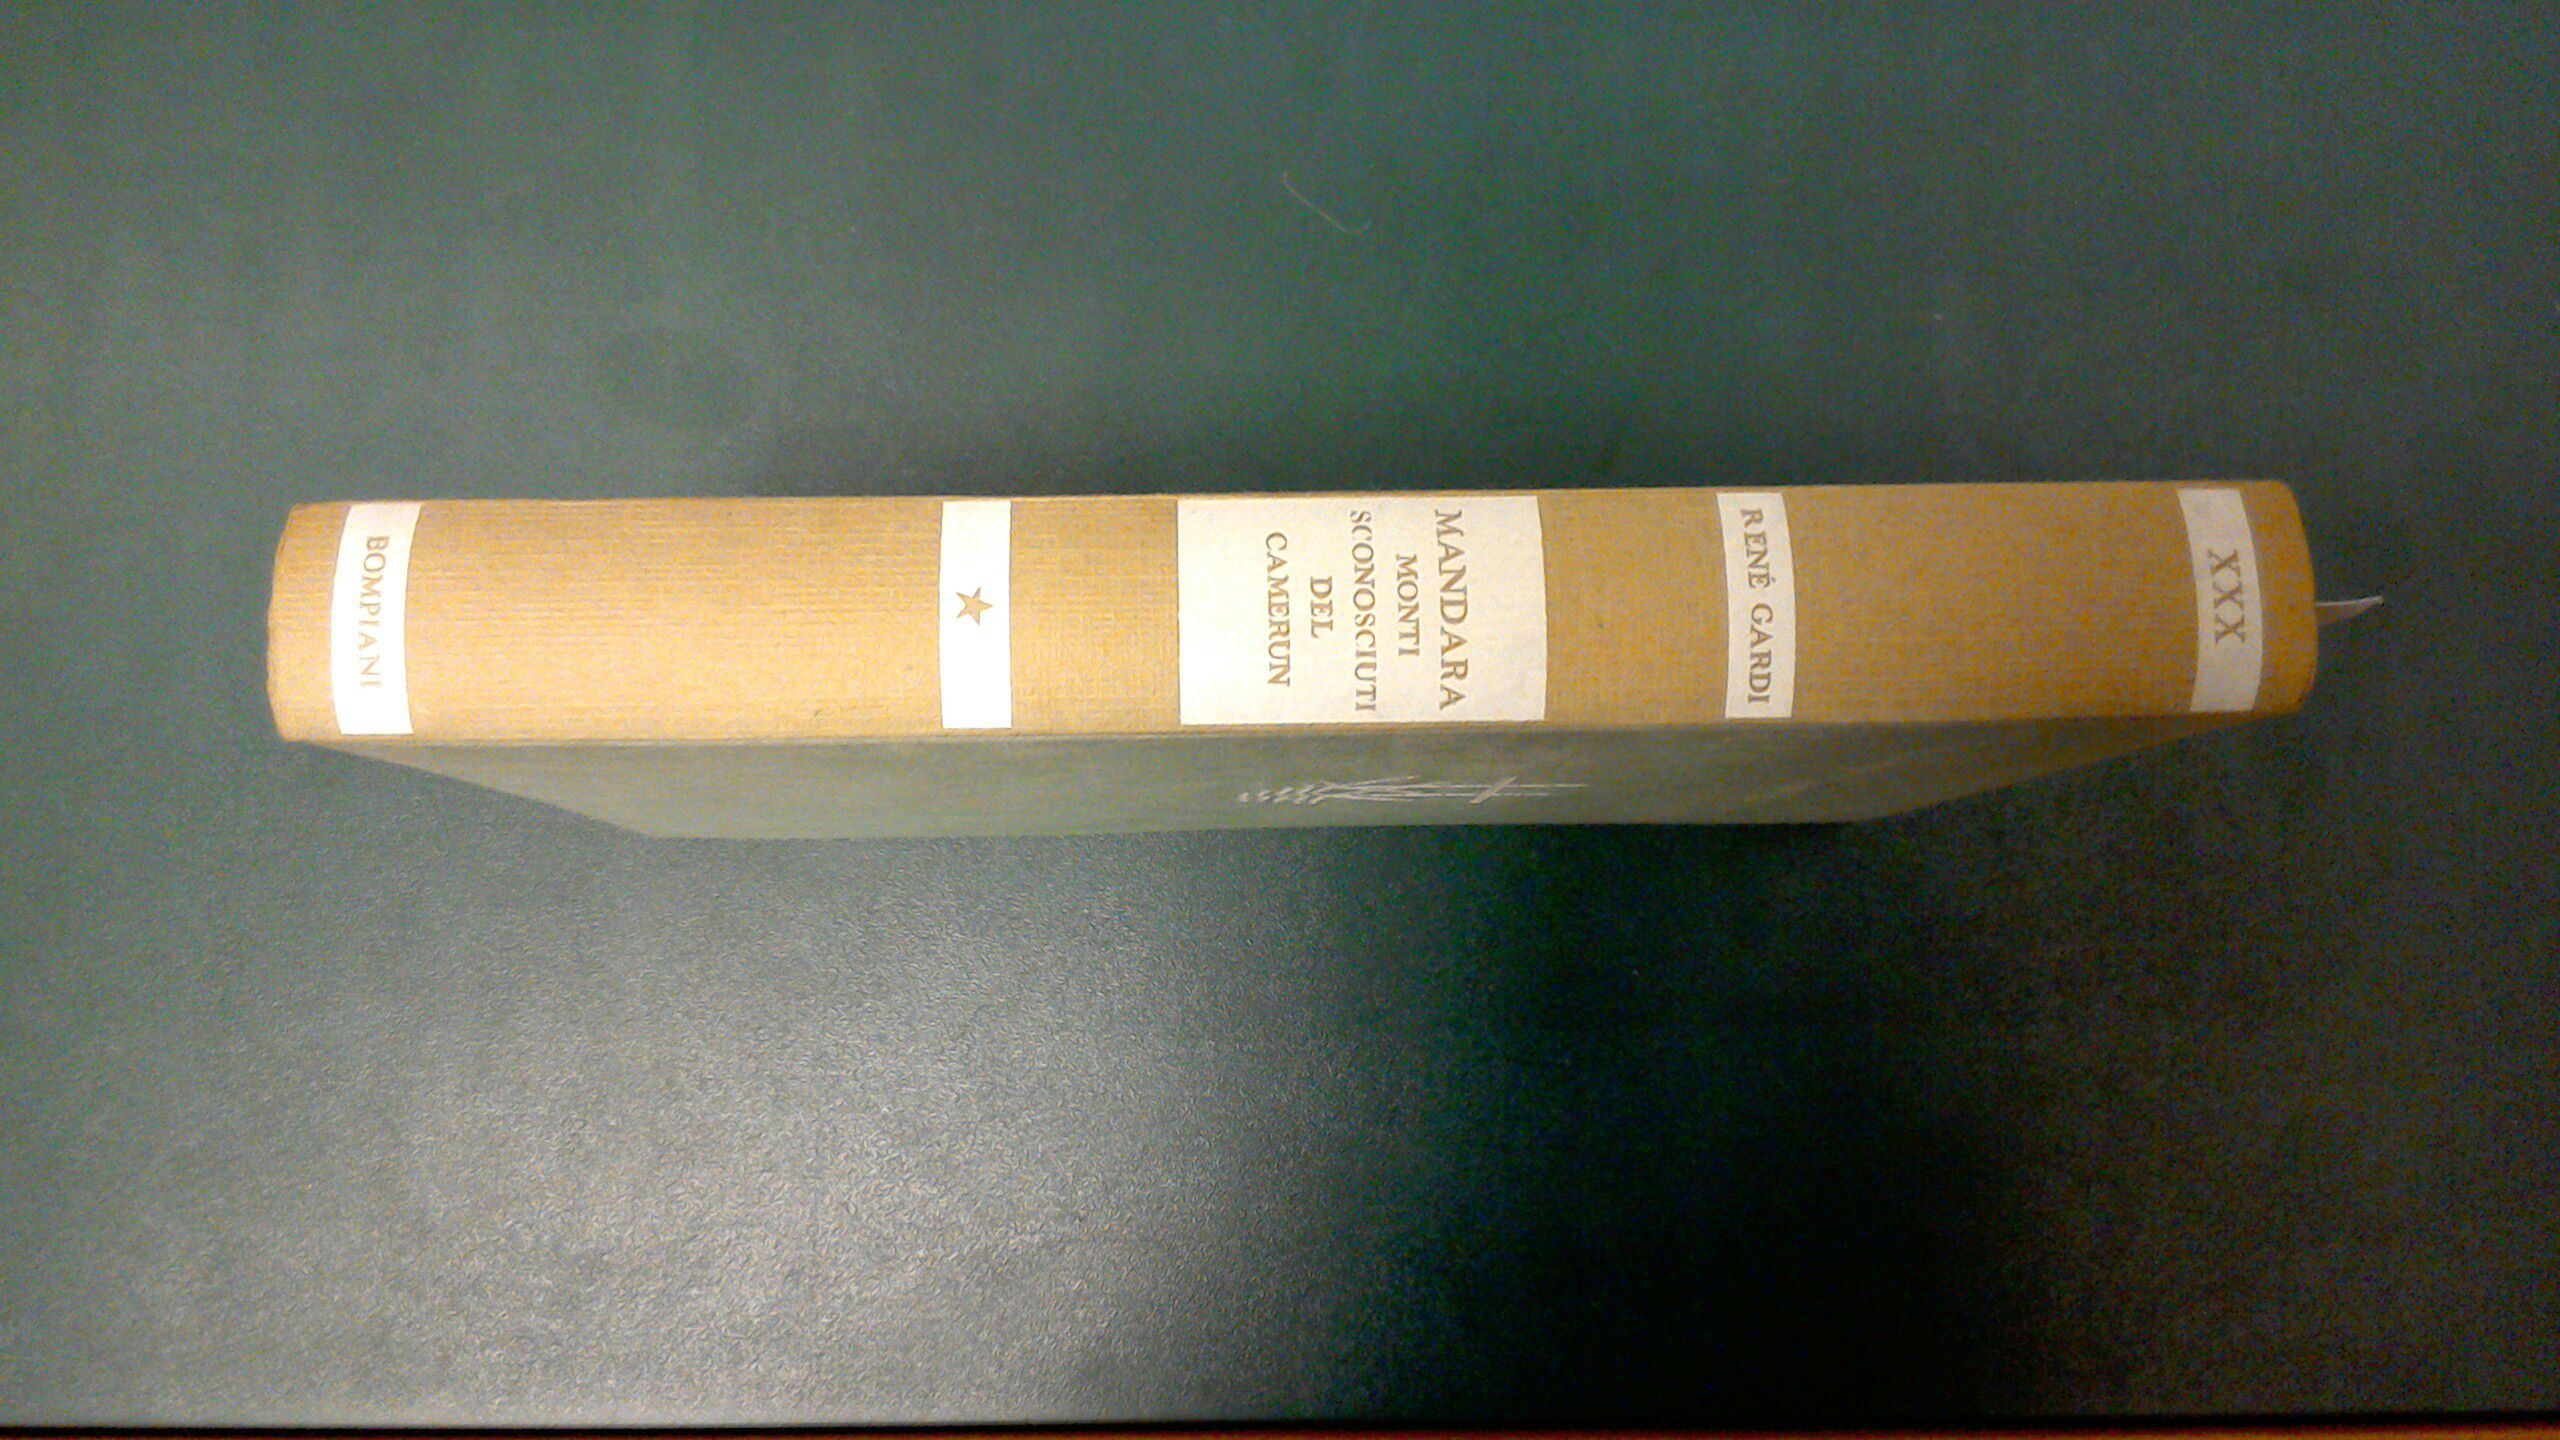 XXX
RENÉ GARDI
MANDARA
MONTI
SCONOSCIUTI
DEL
CAMERUN
BOMPIANI